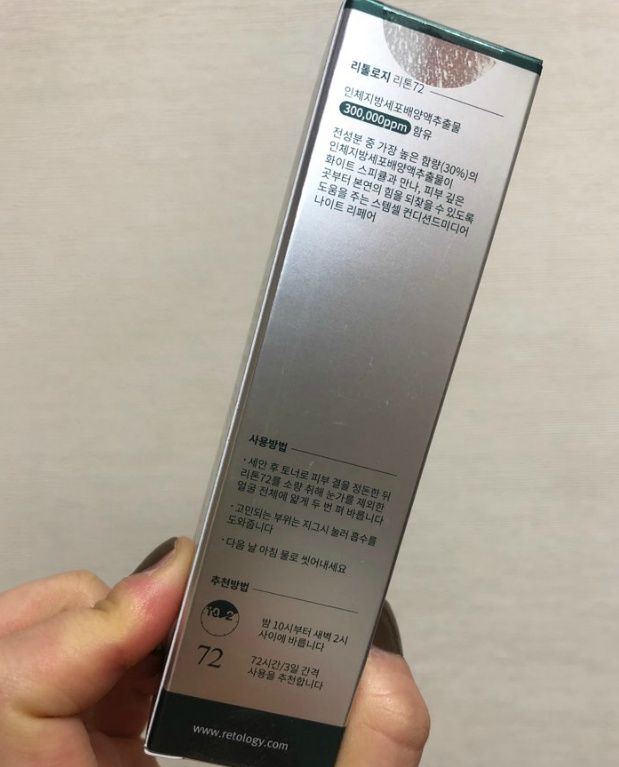 리톨로지 리톤72
인체지방세포배양액추출물
300,000ppm 함유
전성분 중 가장 높은 함량(30%)의
인체지방세포배양액추출물이
화이트 스피큘과 만나, 피부 깊은
곳부터 본연의 힘을 되찾을 수 있도록
도움을 주는 스템셀 컨디션드미디어
나이트 리페어
사용방법
· 세안 후 토너로 피부 결을 정돈한 뒤
리톤72를 소량 취해 눈가를 제외한
얼굴 전체에 얇게 두 번 펴 바릅니다
· 고민되는 부위는 지그시 눌러 흡수를
도와줍니다
· 다음 날 아침 물로 씻어내세요
추천방법
10-2
밤 10시부터 새벽 2시
사이에 바릅니다
72
72시간/3일 간격
사용을 추천합니다
www.retology.com